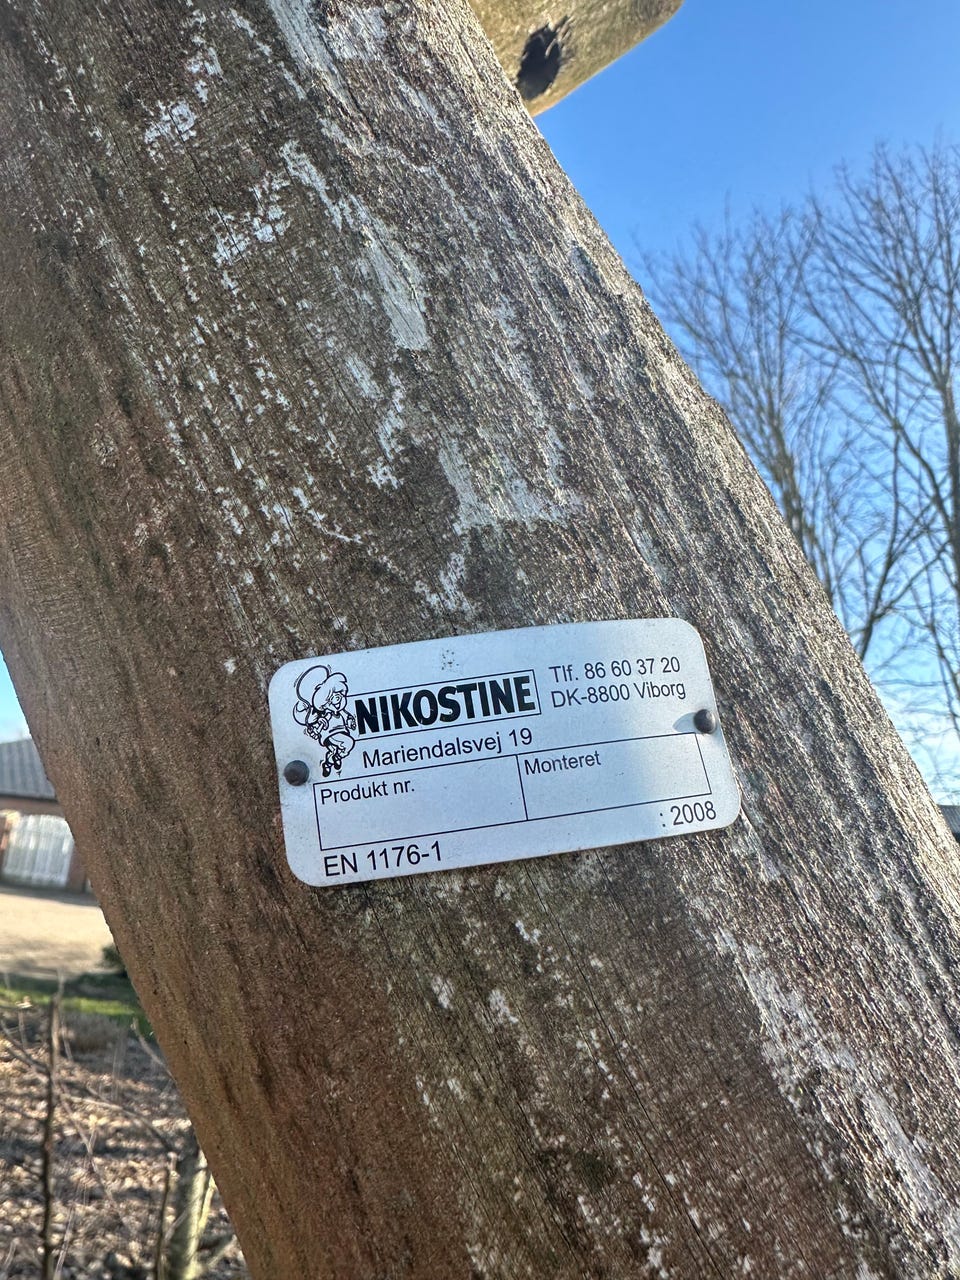 NIKOSTINE
Tlf. 86 60 37 20
DK-8800 Viborg
Mariendalsvej 19
Produkt nr.
Monteret
EN 1176-1
: 2008